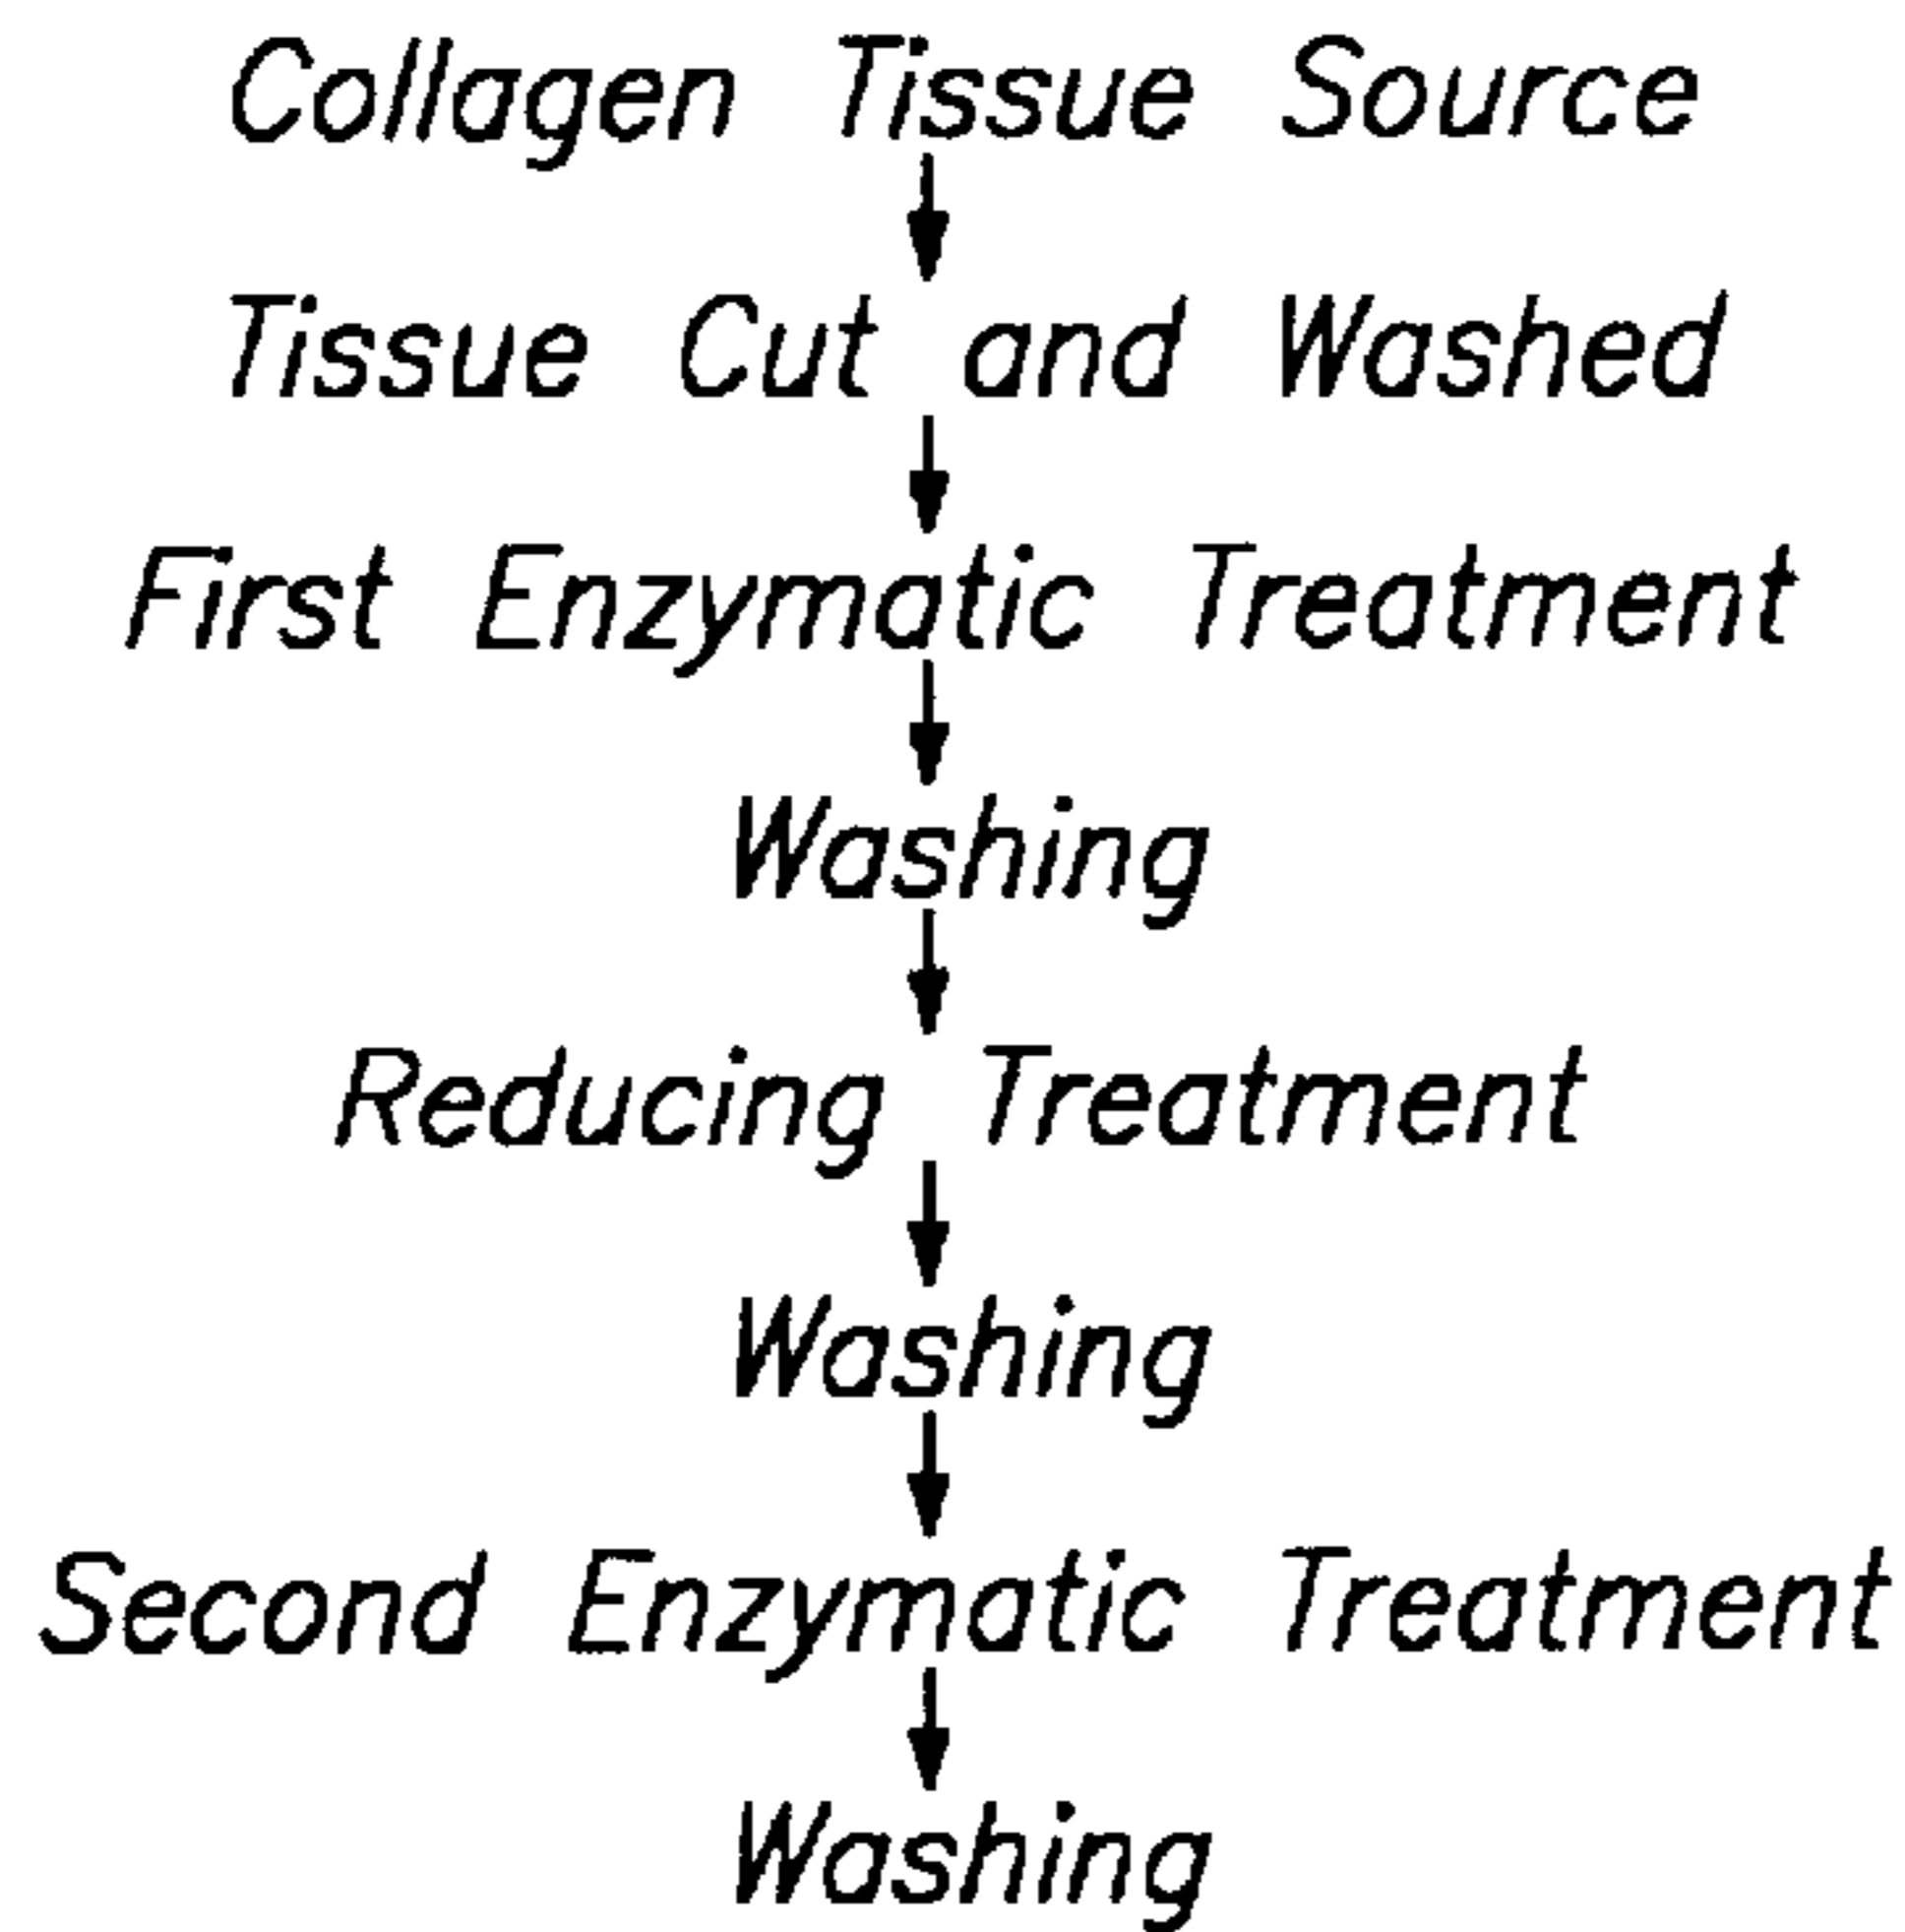 Collagen Tissue Source
Tissue Cut and Washed
First Enzymatic Treatment
Washing
Reducing Treatment
Washing
Second Enzymatic Treatment
Washing